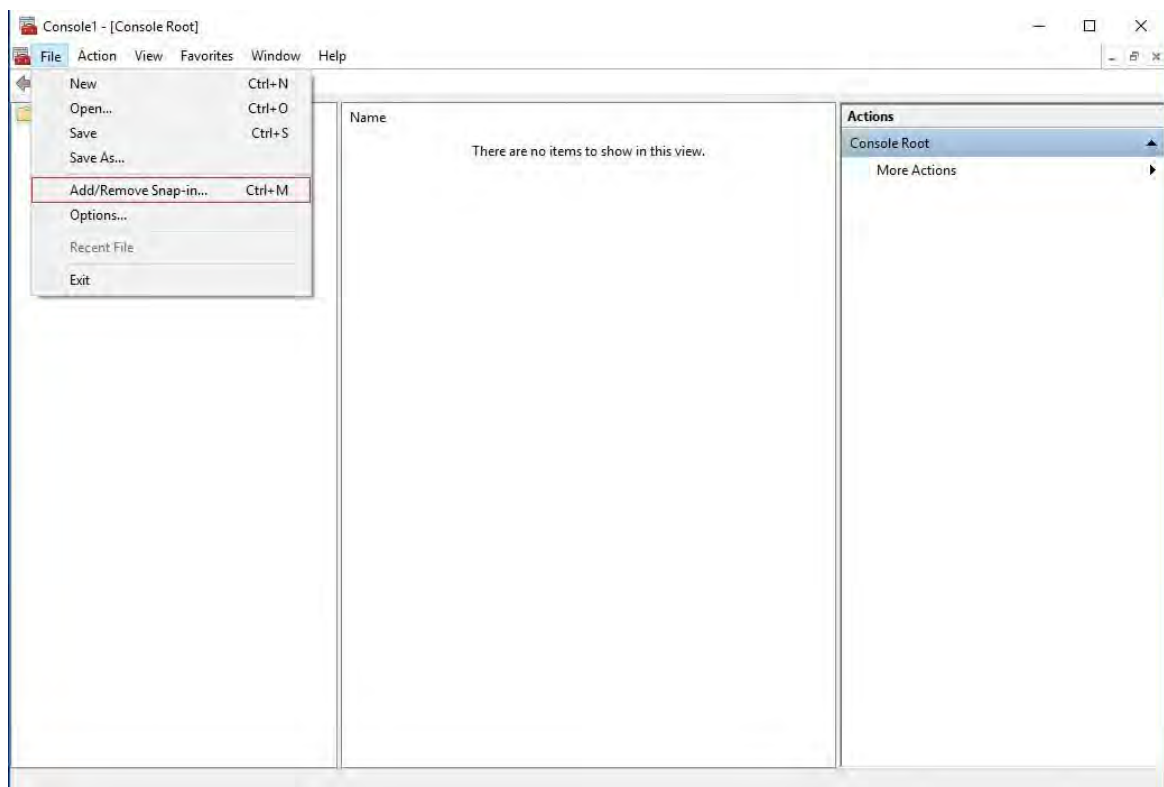 Console1 - [Console Root]
File Action View Favorites Window Help
New Ctrl+N
Open... Ctrl+O
Save Ctrl+S
Save As...
Add/Remove Snap-in... Ctrl+M
Options...
Recent File
Exit
Name
There are no items to show in this view.
Actions
Console Root
More Actions